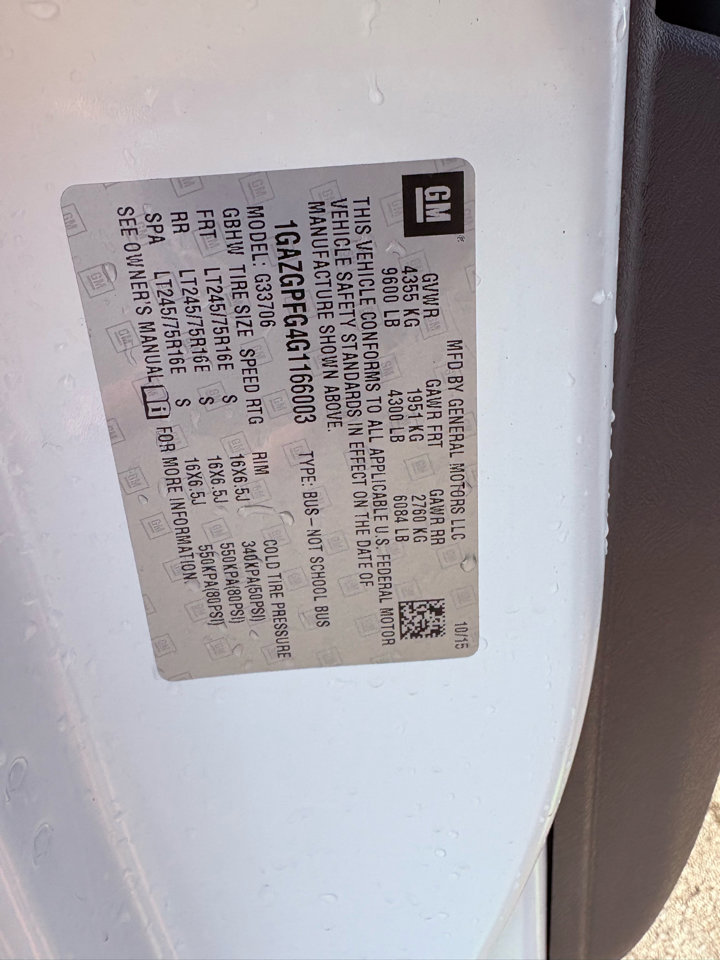 GM
MFD BY GENERAL MOTORS LLC 10/15
GVWR GAWR FRT GAWR RR
4355 KG 1951 KG 2760 KG
9600 LB 4300 LB 6084 LB
THIS VEHICLE CONFORMS TO ALL APPLICABLE U.S. FEDERAL MOTOR
VEHICLE SAFETY STANDARDS IN EFFECT ON THE DATE OF
MANUFACTURE SHOWN ABOVE.
1GAZGPFG4G1166003 TYPE: BUS – NOT SCHOOL BUS
MODEL: G33706
GBHW TIRE SIZE SPEED RTG RIM COLD TIRE PRESSURE
FRT LT245/75R16E S 16X6.5J 340KPA(50PSI)
RR LT245/75R16E S 16X6.5J 550KPA(80PSI)
SPA LT245/75R16E S 16X6.5J 550KPA(80PSI)
SEE OWNER'S MANUAL FOR MORE INFORMATION.